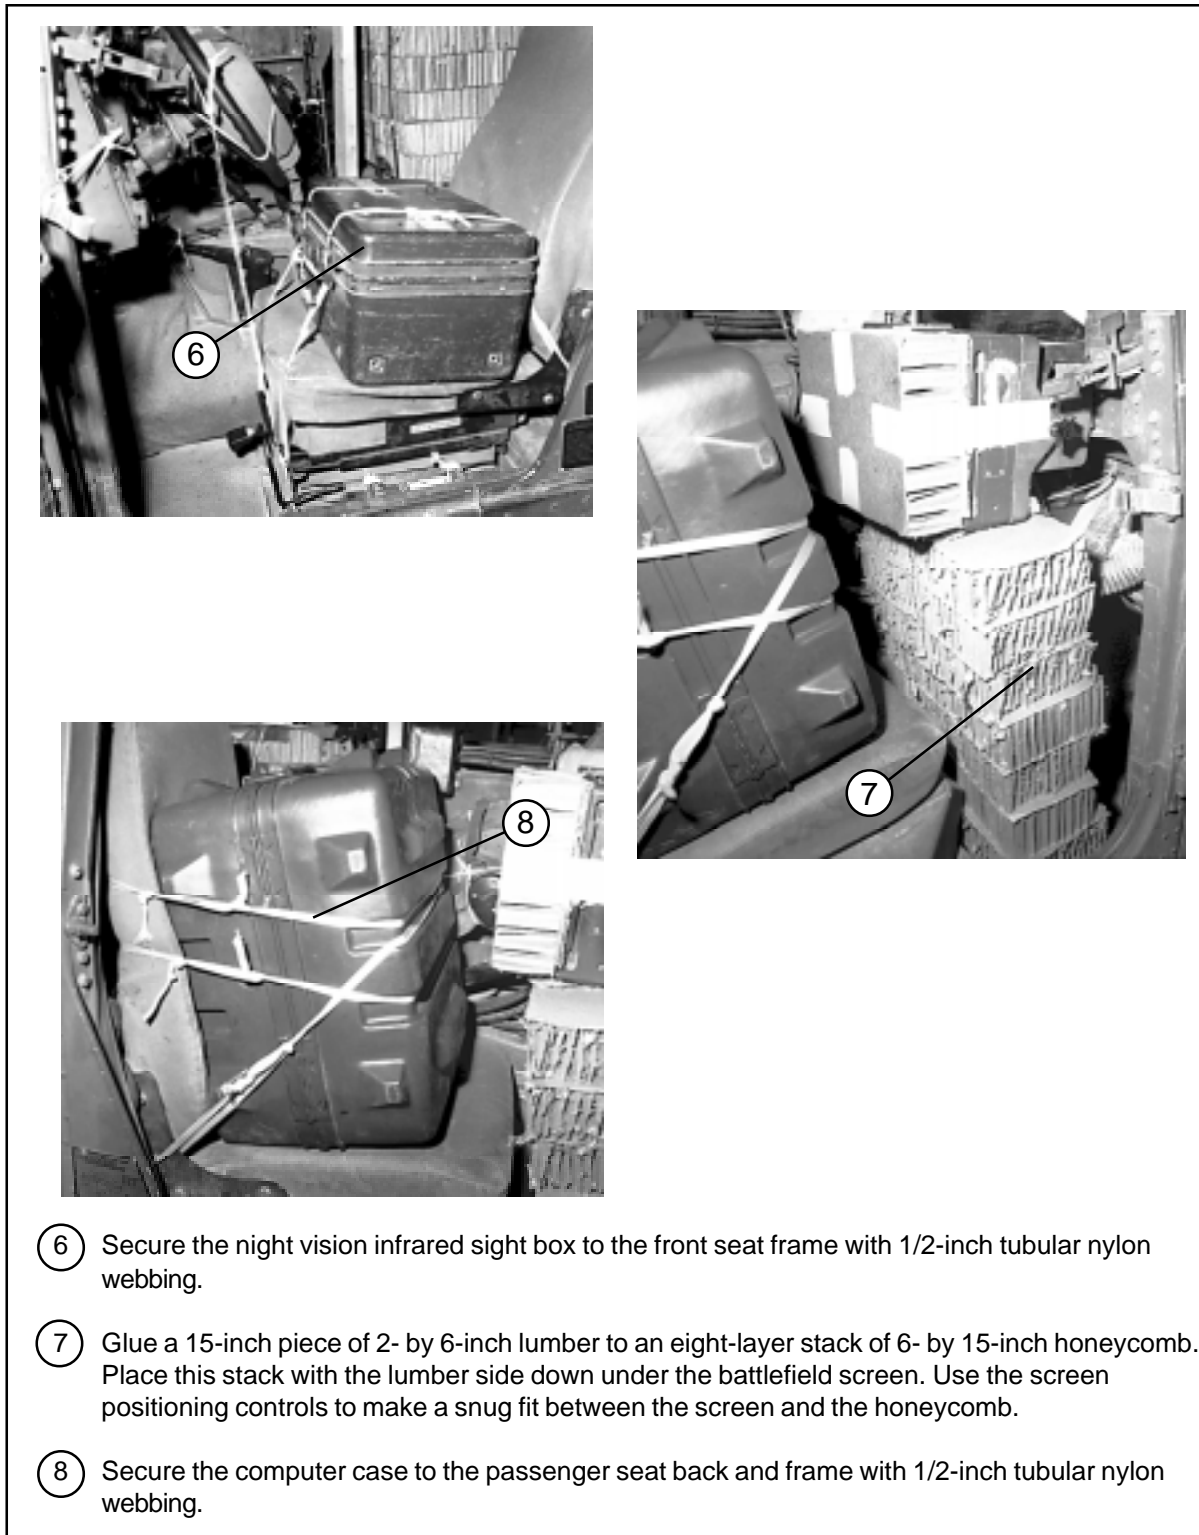 6
7
8
6 Secure the night vision infrared sight box to the front seat frame with 1/2-inch tubular nylon
webbing.
7 Glue a 15-inch piece of 2- by 6-inch lumber to an eight-layer stack of 6- by 15-inch honeycomb.
Place this stack with the lumber side down under the battlefield screen. Use the screen
positioning controls to make a snug fit between the screen and the honeycomb.
8 Secure the computer case to the passenger seat back and frame with 1/2-inch tubular nylon
webbing.